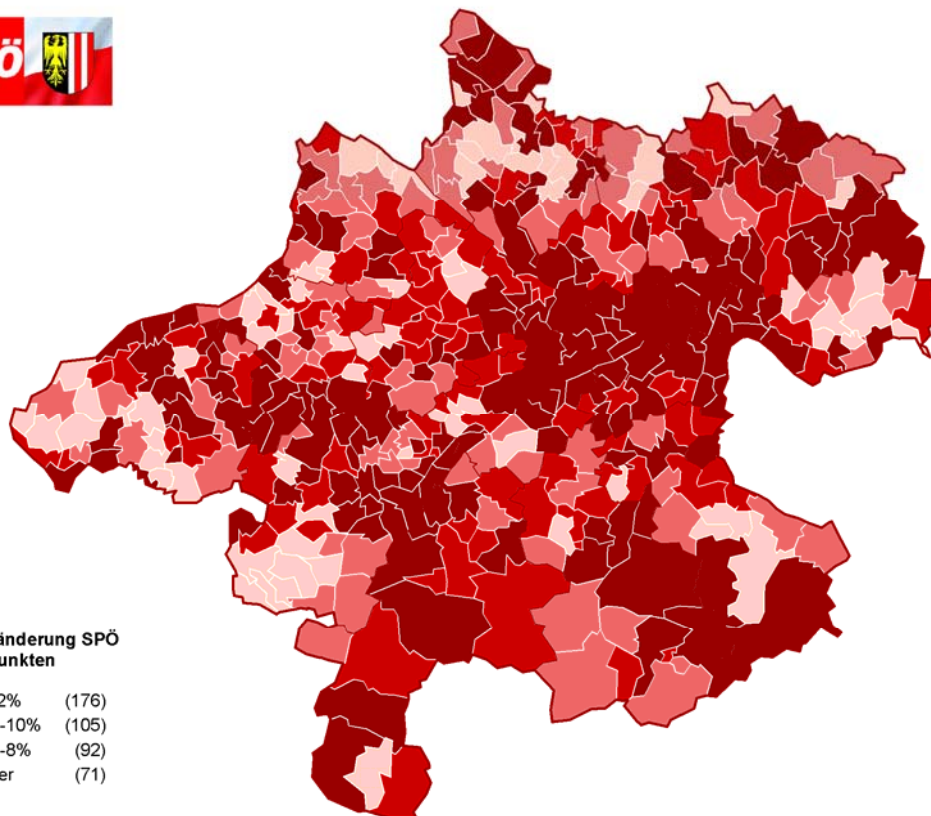 Ö
änderung SPÖ
unkten
2% (176)
-10% (105)
-8% (92)
er (71)